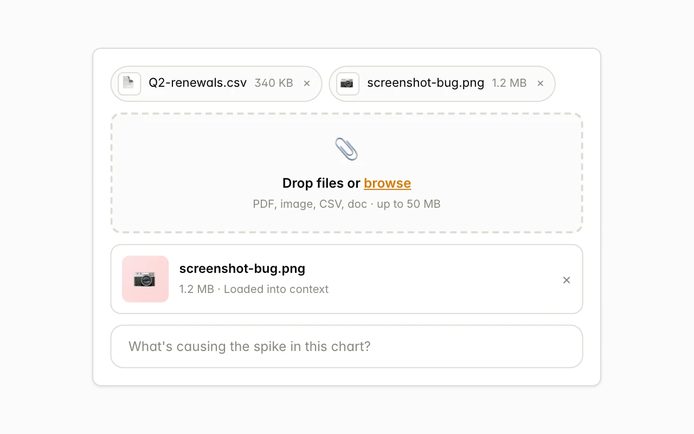 Q2-renewals.csv 340 KB ×
screenshot-bug.png 1.2 MB ×
Drop files or browse
PDF, image, CSV, doc · up to 50 MB
screenshot-bug.png
1.2 MB · Loaded into context
×
What's causing the spike in this chart?